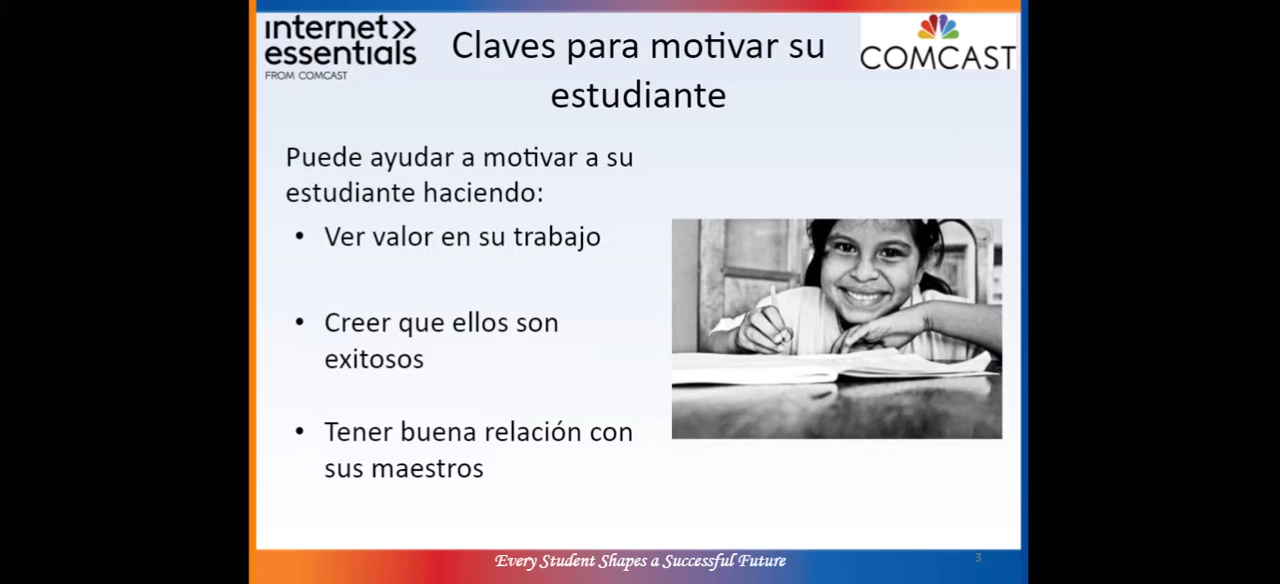 internet
essentials
FROM COMCAST
Claves para motivar su
estudiante
COMCAST
Puede ayudar a motivar a su
estudiante haciendo:
• Ver valor en su trabajo
• Creer que ellos son
exitosos
• Tener buena relación con
sus maestros
Every Student Shapes a Successful Future
3